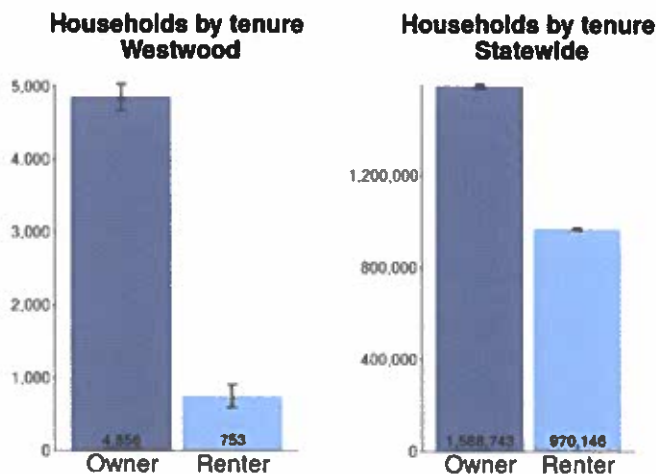 Households by tenure
Westwood
5,000
4,000
3,000
2,000
1,000
0
4,856
753
Owner
Renter
Households by tenure
Statewide
1,200,000
800,000
400,000
0
1,588,743
970,146
Owner
Renter